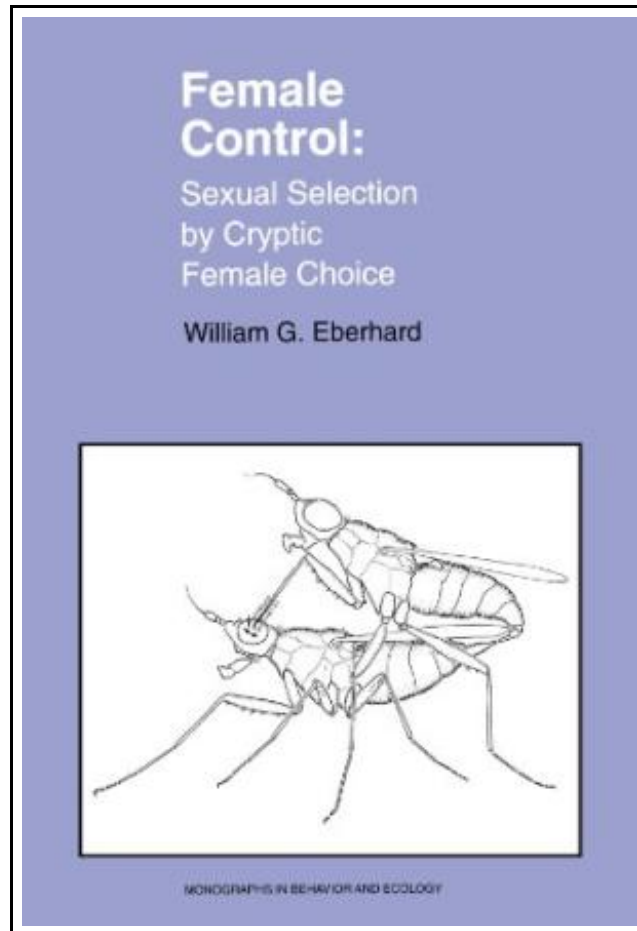 Female
Control:
Sexual Selection
by Cryptic
Female Choice
William G. Eberhard
MONOGRAPHS IN BEHAVIOR AND ECOLOGY